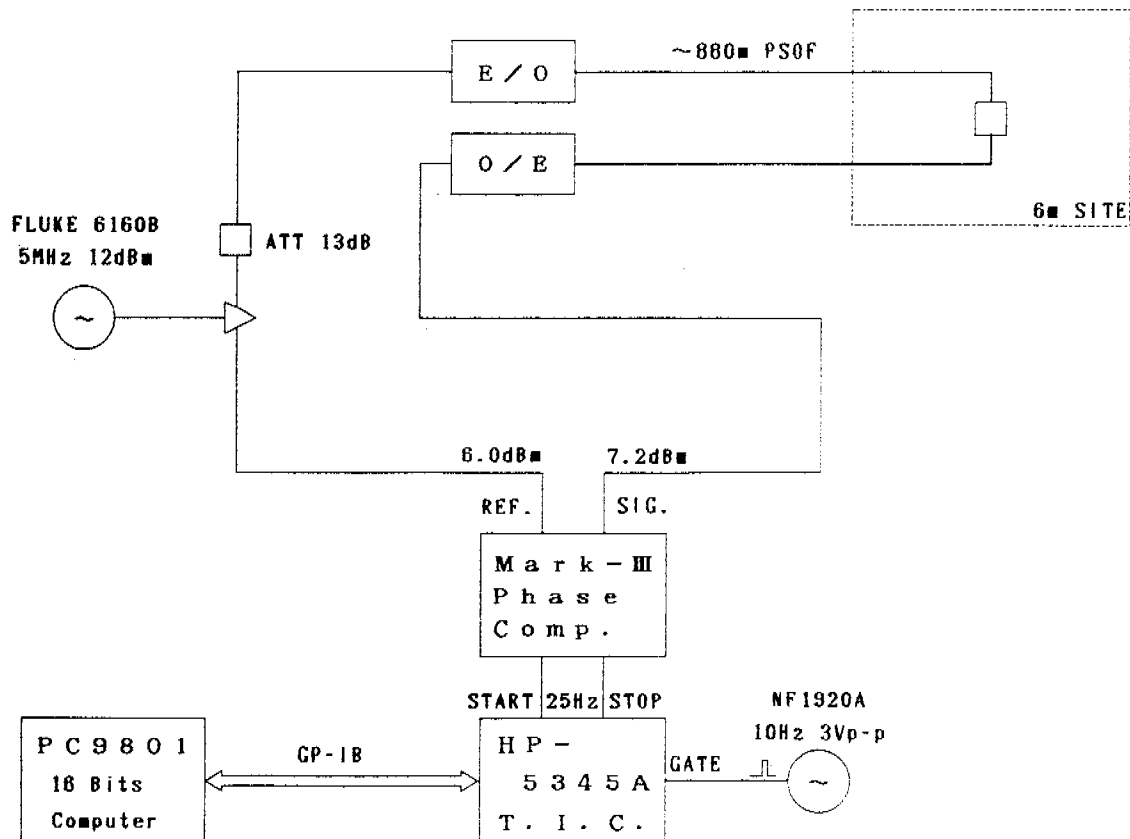 E/O
~880m PSOF
O/E
6m SITE
FLUKE 6160B
5MHz 12dBm
ATT 13dB
~
6.0dBm
7.2dBm
REF.
SIG.
Mark-III
Phase
Comp.
START 25Hz STOP
NF1920A
10Hz 3Vp-p
PC9801
16 Bits
Computer
GP-IB
HP-
5345A
T.I.C.
GATE
~